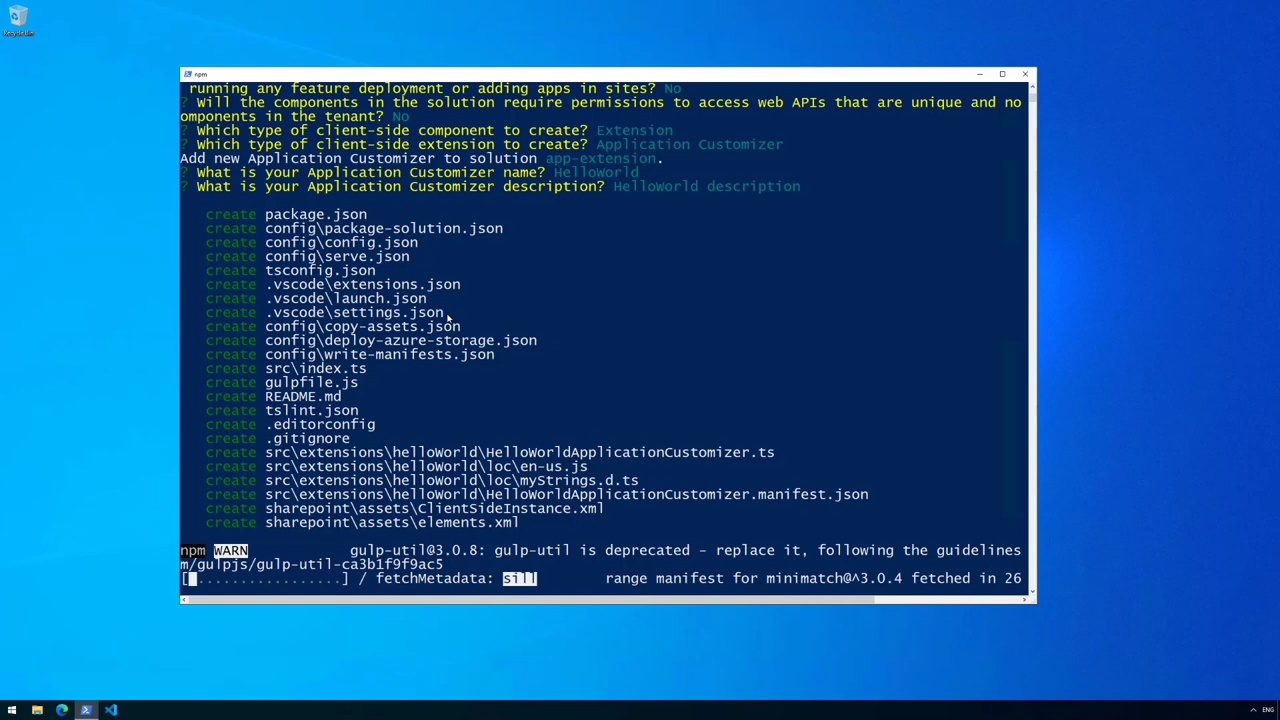 Recycle Bin
npm
running any feature deployment or adding apps in sites? No
? Will the components in the solution require permissions to access web APIs that are unique and no
omponents in the tenant? No
? Which type of client-side component to create? Extension
? Which type of client-side extension to create? Application Customizer
Add new Application Customizer to solution app-extension.
? What is your Application Customizer name? HelloWorld
? What is your Application Customizer description? HelloWorld description
create package.json
create config\package-solution.json
create config\config.json
create config\serve.json
create tsconfig.json
create .vscode\extensions.json
create .vscode\launch.json
create .vscode\settings.json
create config\copy-assets.json
create config\deploy-azure-storage.json
create config\write-manifests.json
create src\index.ts
create gulpfile.js
create README.md
create tslint.json
create .editorconfig
create .gitignore
create src\extensions\helloWorld\HelloWorldApplicationCustomizer.ts
create src\extensions\helloWorld\loc\en-us.js
create src\extensions\helloWorld\loc\myStrings.d.ts
create src\extensions\helloWorld\HelloWorldApplicationCustomizer.manifest.json
create sharepoint\assets\ClientSideInstance.xml
create sharepoint\assets\elements.xml
npm WARN gulp-util@3.0.8: gulp-util is deprecated - replace it, following the guidelines
m/gulpjs/gulp-util-ca3b1f9f9ac5
[ .................] / fetchMetadata: sill range manifest for minimatch@^3.0.4 fetched in 26
ENG